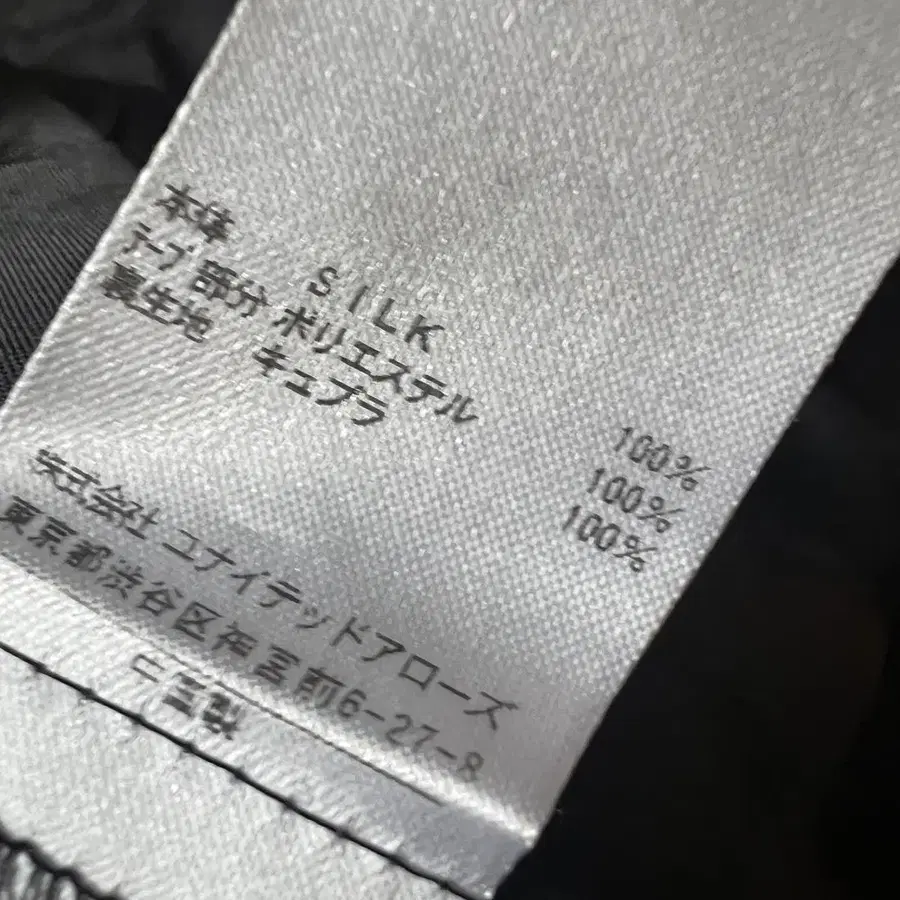 本体 SILK 100%
テープ部分 ポリエステル 100%
裏生地 キュプラ 100%
株式会社 ユナイテッドアローズ
東京都渋谷区神宮前6-27-8
中国製